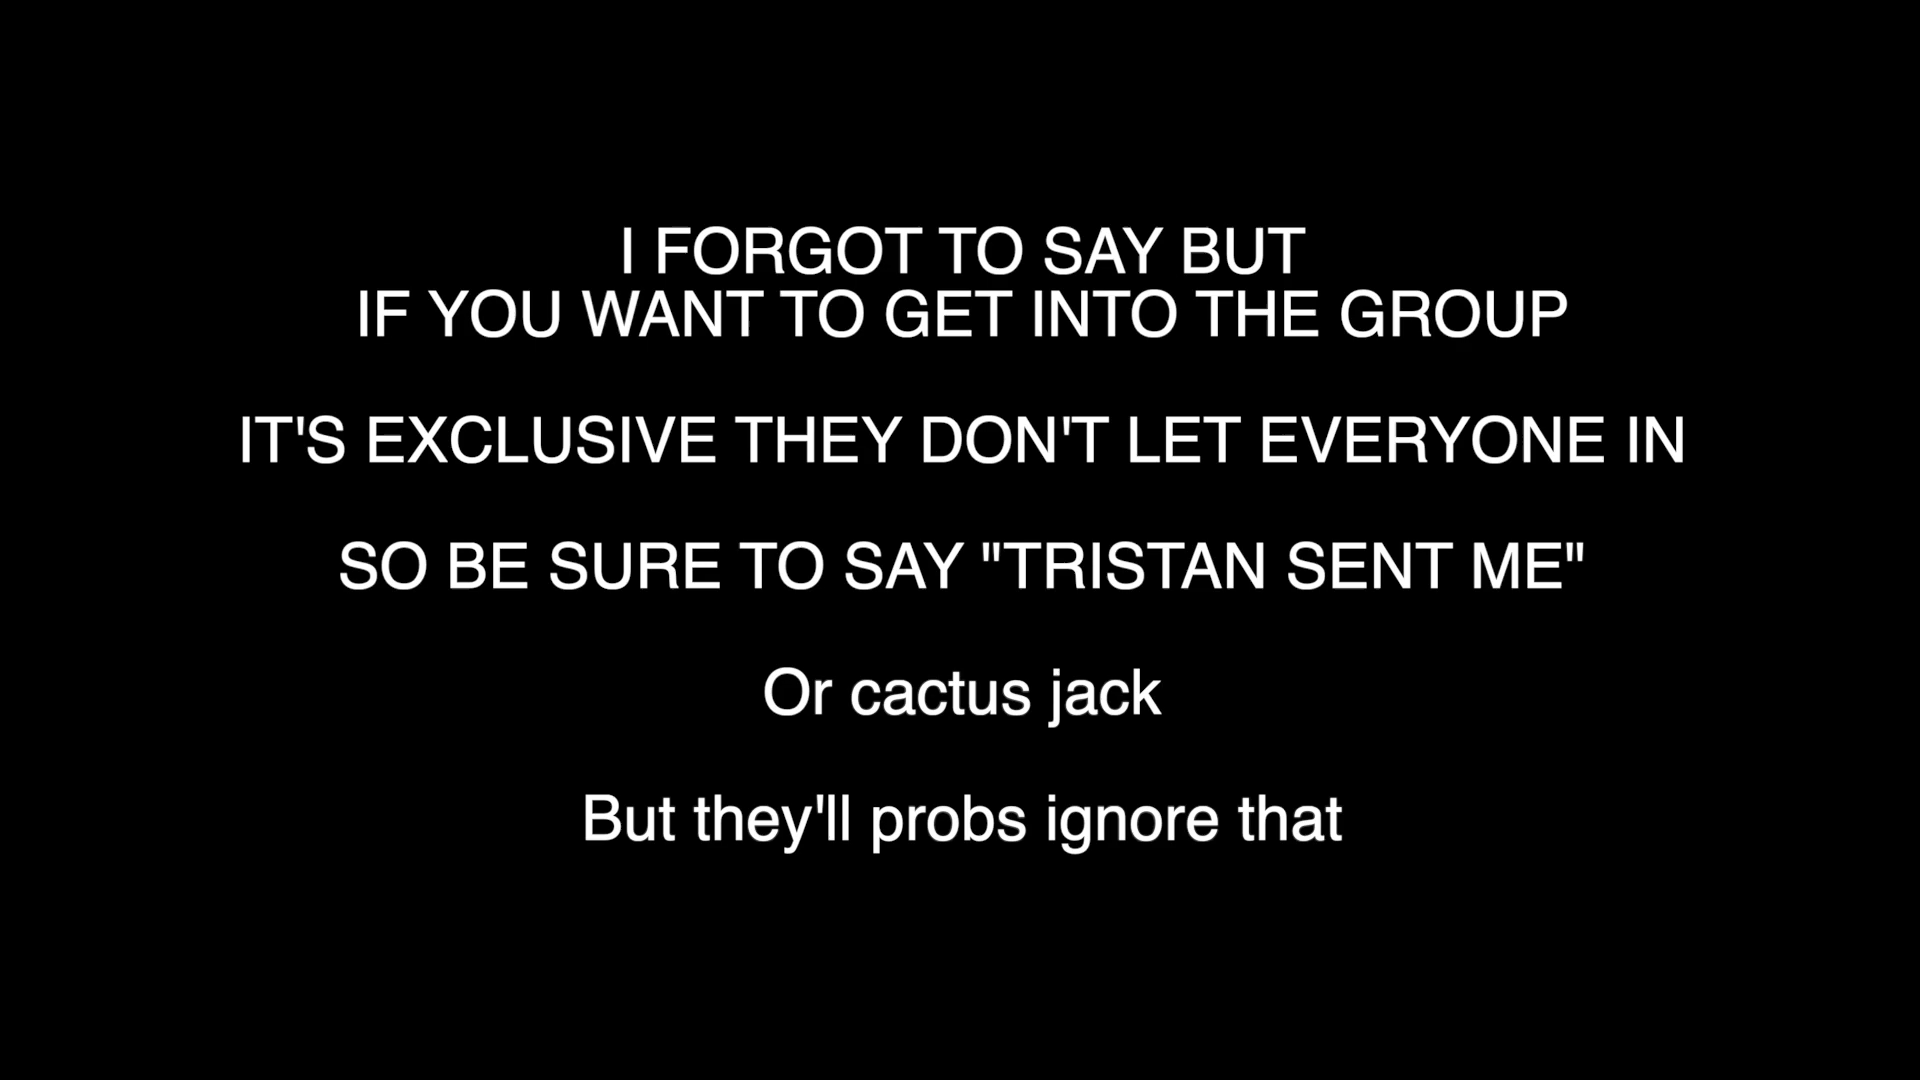 I FORGOT TO SAY BUT
IF YOU WANT TO GET INTO THE GROUP
IT'S EXCLUSIVE THEY DON'T LET EVERYONE IN
SO BE SURE TO SAY "TRISTAN SENT ME"
Or cactus jack
But they'll probs ignore that